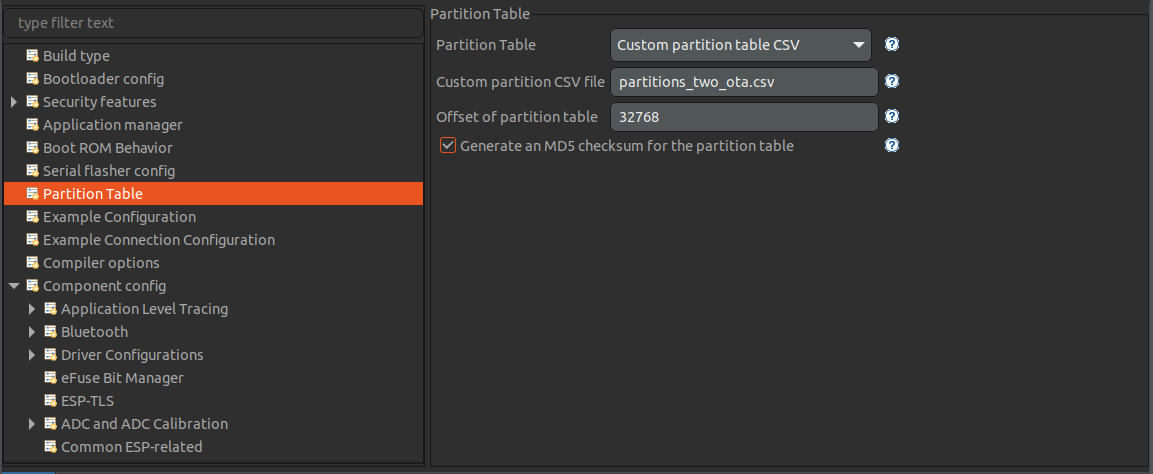 type filter text
Build type
Bootloader config
Security features
Application manager
Boot ROM Behavior
Serial flasher config
Partition Table
Example Configuration
Example Connection Configuration
Compiler options
Component config
Application Level Tracing
Bluetooth
Driver Configurations
eFuse Bit Manager
ESP-TLS
ADC and ADC Calibration
Common ESP-related
Partition Table
Partition Table Custom partition table CSV
Custom partition CSV file partitions_two_ota.csv
Offset of partition table 32768
Generate an MD5 checksum for the partition table